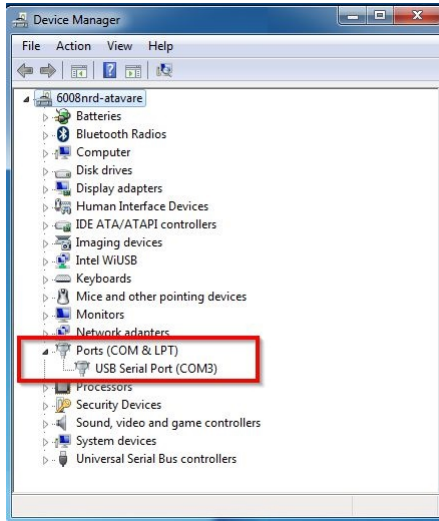 Device Manager
File Action View Help
6008nrd-atavare
Batteries
Bluetooth Radios
Computer
Disk drives
Display adapters
Human Interface Devices
IDE ATA/ATAPI controllers
Imaging devices
Intel WiUSB
Keyboards
Mice and other pointing devices
Monitors
Network adapters
Ports (COM & LPT)
USB Serial Port (COM3)
Processors
Security Devices
Sound, video and game controllers
System devices
Universal Serial Bus controllers